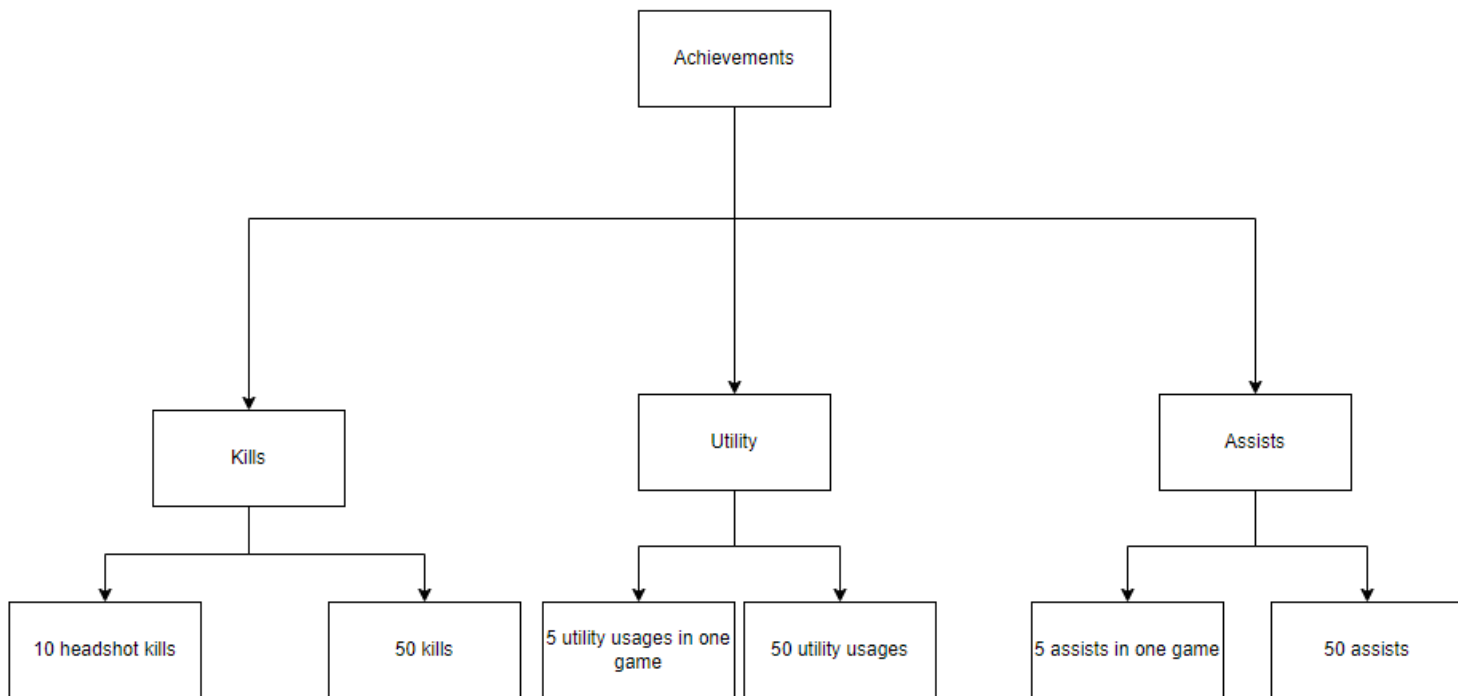 Achievements
Kills
Utility
Assists
10 headshot kills
50 kills
5 utility usages in one
game
50 utility usages
5 assists in one game
50 assists